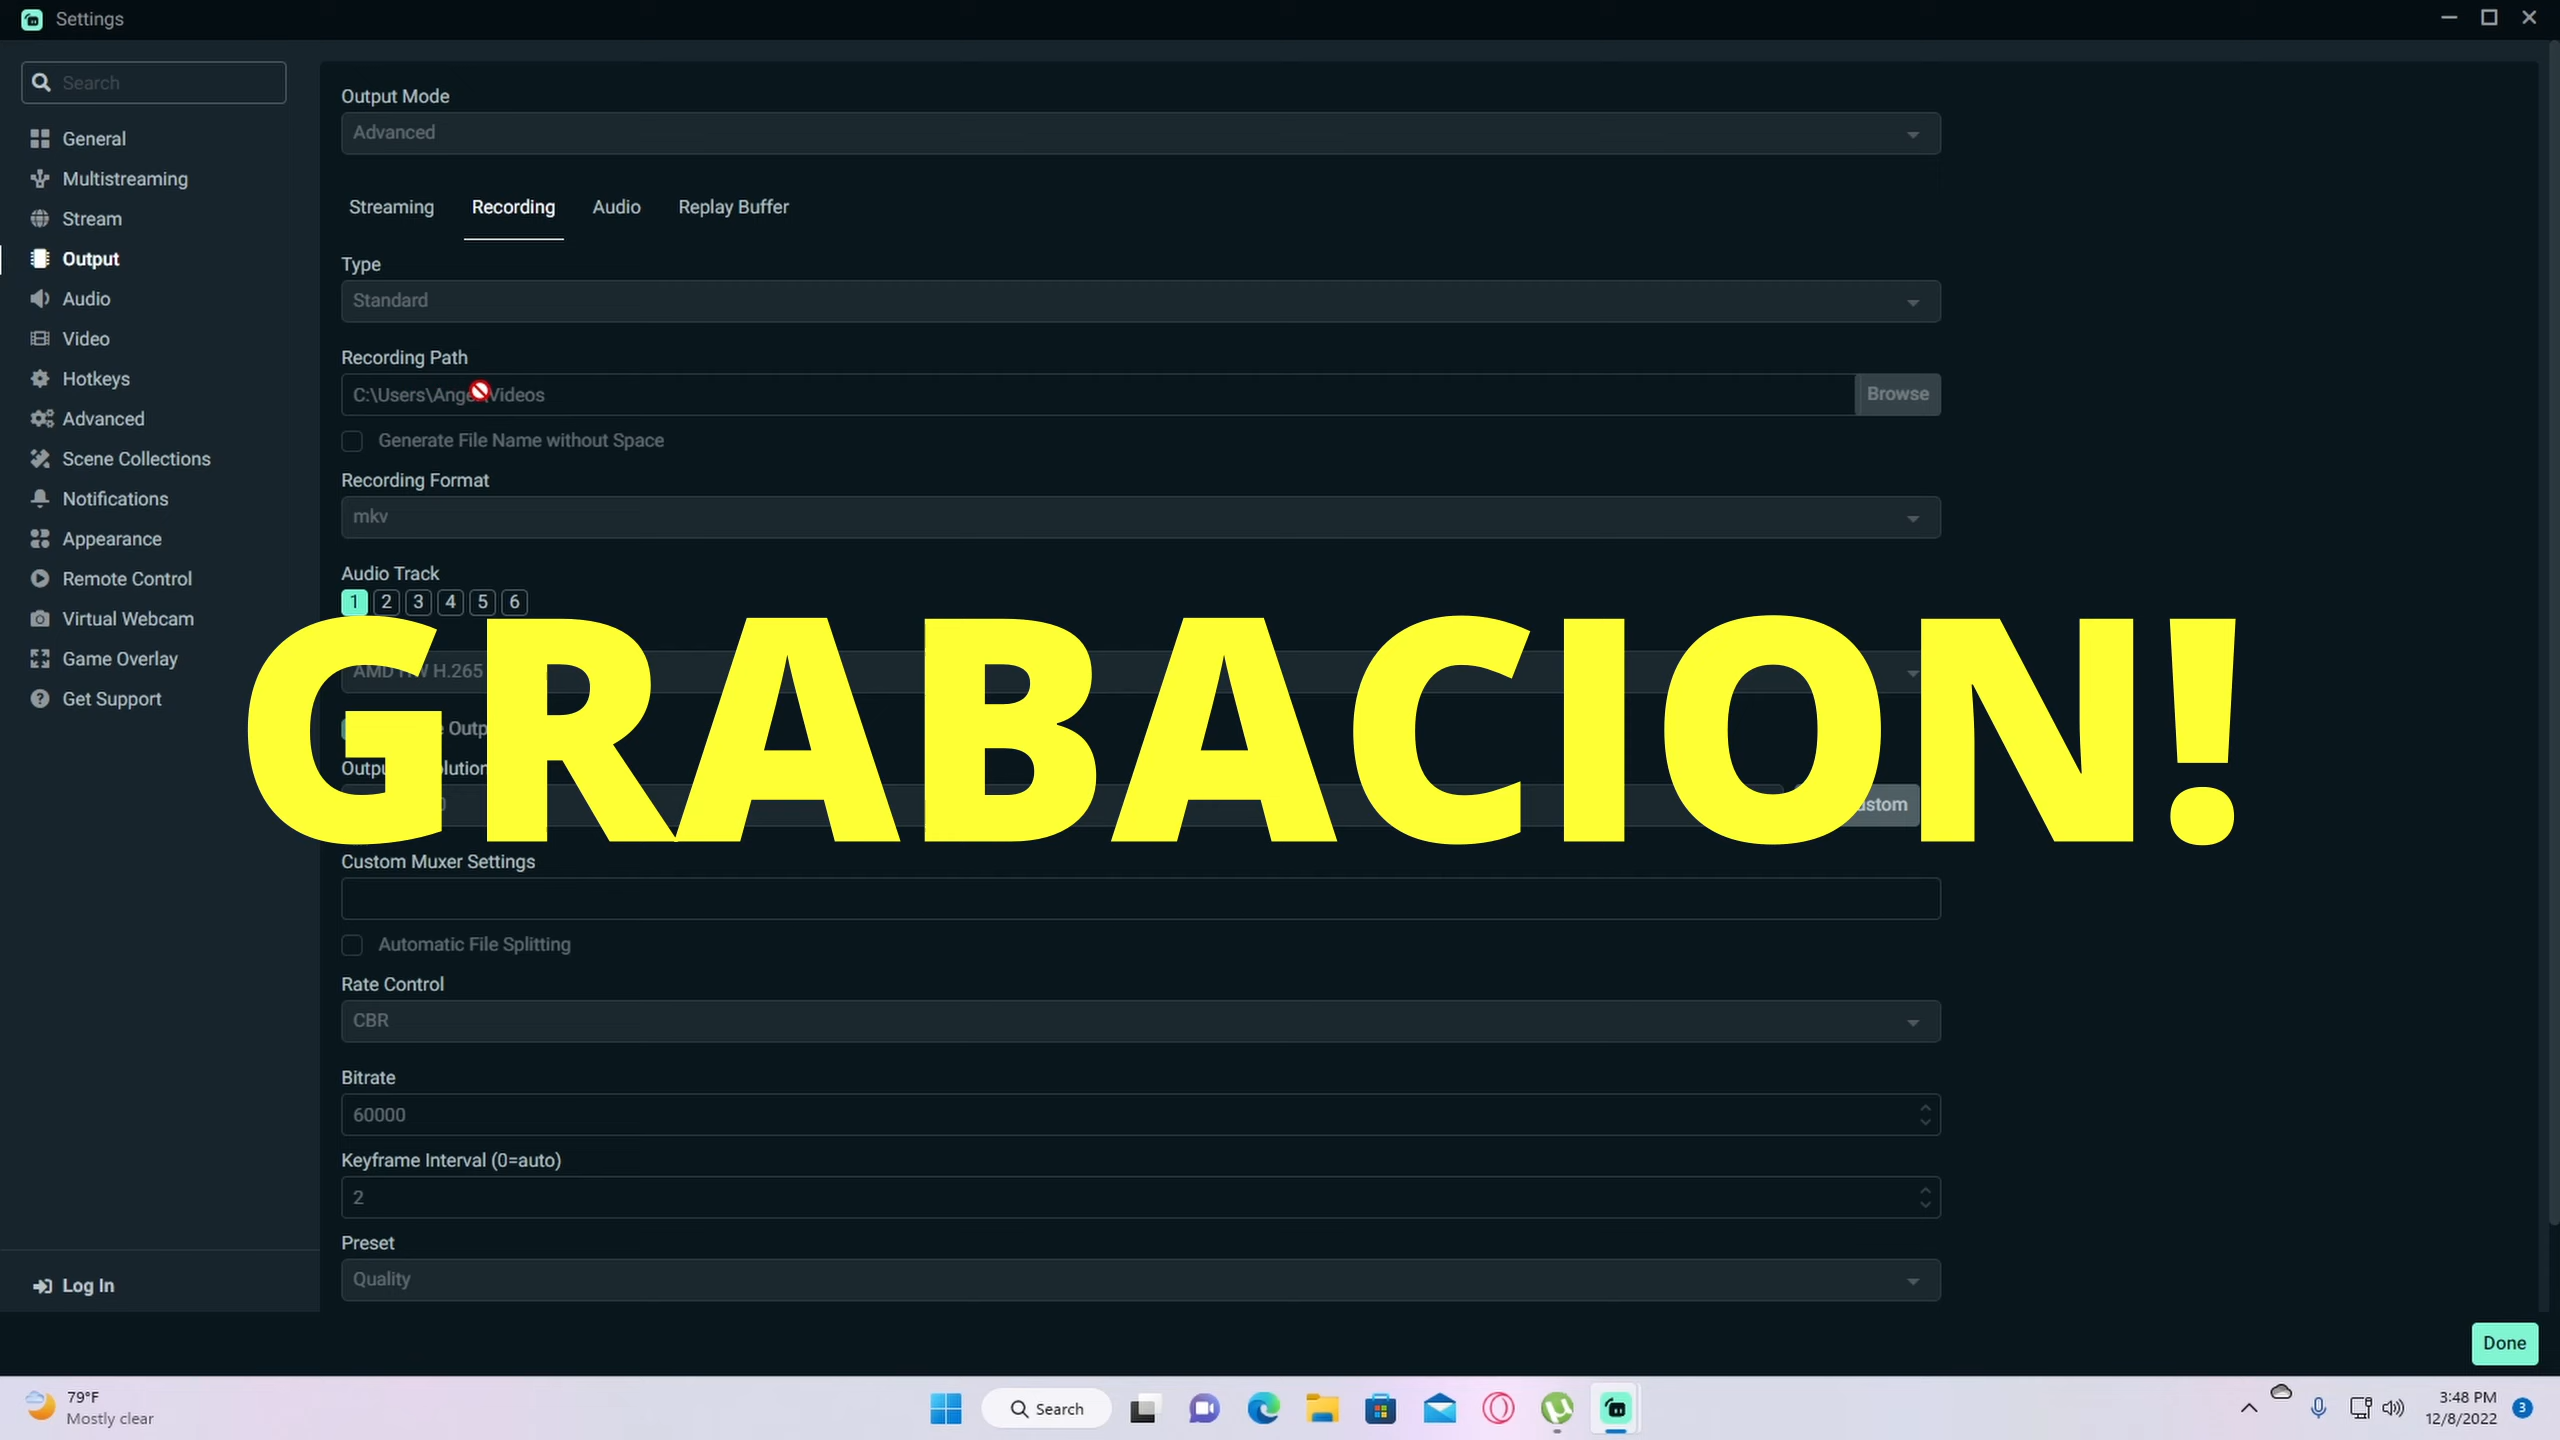 Settings
Search
General
Multistreaming
Stream
Output
Audio
Video
Hotkeys
Advanced
Scene Collections
Notifications
Appearance
Remote Control
Virtual Webcam
Game Overlay
Get Support
Log In
Output Mode
Advanced
Streaming Recording Audio Replay Buffer
Type
Standard
Recording Path
Browse
Generate File Name without Space
Recording Format
mkv
Audio Track
1 2 3 4 5 6
H.265
GRABACION!
Custom Muxer Settings
Automatic File Splitting
Rate Control
CBR
Bitrate
60000
Keyframe Interval (0=auto)
2
Preset
Quality
Done
79°F
Mostly clear
Search
3:48 PM
12/8/2022
3